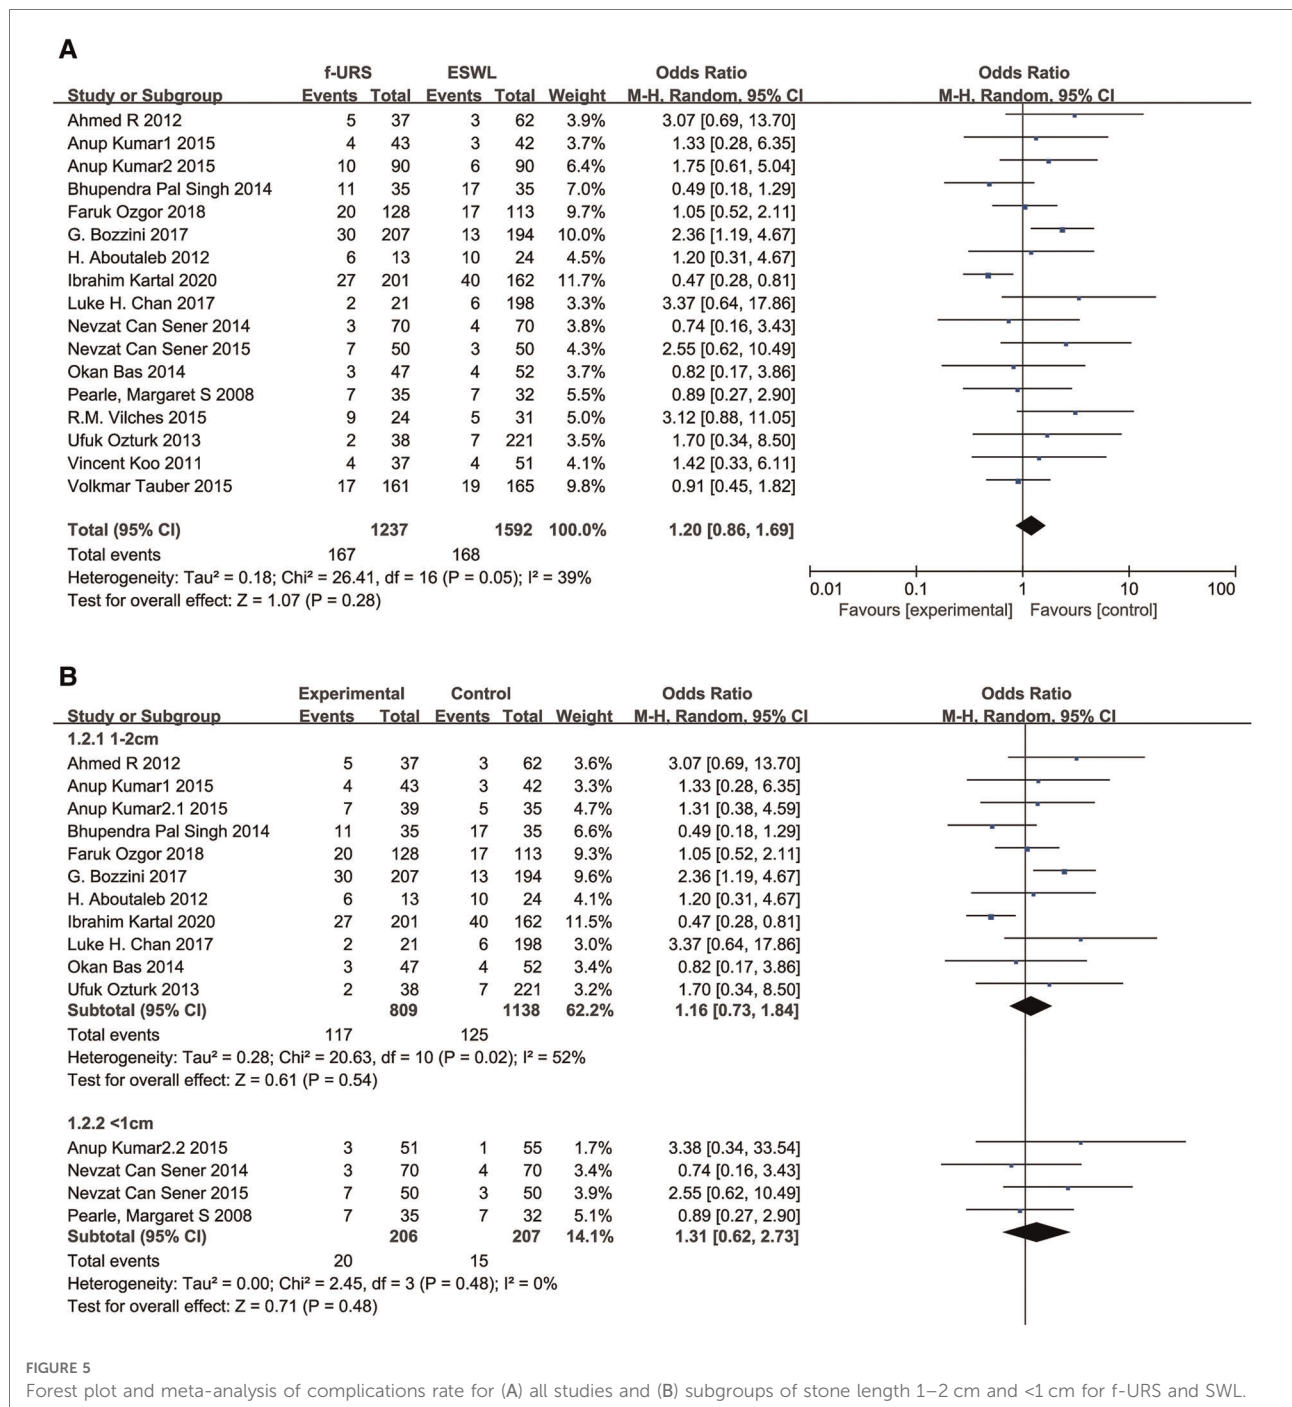 A
f-URS ESWL Odds Ratio Odds Ratio
Study or Subgroup Events Total Events Total Weight M-H, Random, 95% CI M-H, Random, 95% CI
Ahmed R 2012 5 37 3 62 3.9% 3.07 [0.69, 13.70]
Anup Kumar1 2015 4 43 3 42 3.7% 1.33 [0.28, 6.35]
Anup Kumar2 2015 10 90 6 90 6.4% 1.75 [0.61, 5.04]
Bhupendra Pal Singh 2014 11 35 17 35 7.0% 0.49 [0.18, 1.29]
Faruk Ozgor 2018 20 128 17 113 9.7% 1.05 [0.52, 2.11]
G. Bozzini 2017 30 207 13 194 10.0% 2.36 [1.19, 4.67]
H. Aboutaleb 2012 6 13 10 24 4.5% 1.20 [0.31, 4.67]
Ibrahim Kartal 2020 27 201 40 162 11.7% 0.47 [0.28, 0.81]
Luke H. Chan 2017 2 21 6 198 3.3% 3.37 [0.64, 17.86]
Nevzat Can Sener 2014 3 70 4 70 3.8% 0.74 [0.16, 3.43]
Nevzat Can Sener 2015 7 50 3 50 4.3% 2.55 [0.62, 10.49]
Okan Bas 2014 3 47 4 52 3.7% 0.82 [0.17, 3.86]
Pearle, Margaret S 2008 7 35 7 32 5.5% 0.89 [0.27, 2.90]
R.M. Vilches 2015 9 24 5 31 5.0% 3.12 [0.88, 11.05]
Ufuk Ozturk 2013 2 38 7 221 3.5% 1.70 [0.34, 8.50]
Vincent Koo 2011 4 37 4 51 4.1% 1.42 [0.33, 6.11]
Volkmar Tauber 2015 17 161 19 165 9.8% 0.91 [0.45, 1.82]
Total (95% CI) 1237 1592 100.0% 1.20 [0.86, 1.69]
Total events 167 168
Heterogeneity: Tau² = 0.18; Chi² = 26.41, df = 16 (P = 0.05); I² = 39%
Test for overall effect: Z = 1.07 (P = 0.28)
0.01 0.1 1 10 100
Favours [experimental] Favours [control]
B
Experimental Control Odds Ratio Odds Ratio
Study or Subgroup Events Total Events Total Weight M-H, Random, 95% CI M-H, Random, 95% CI
1.2.1 1-2cm
Ahmed R 2012 5 37 3 62 3.6% 3.07 [0.69, 13.70]
Anup Kumar1 2015 4 43 3 42 3.3% 1.33 [0.28, 6.35]
Anup Kumar2.1 2015 7 39 5 35 4.7% 1.31 [0.38, 4.59]
Bhupendra Pal Singh 2014 11 35 17 35 6.6% 0.49 [0.18, 1.29]
Faruk Ozgor 2018 20 128 17 113 9.3% 1.05 [0.52, 2.11]
G. Bozzini 2017 30 207 13 194 9.6% 2.36 [1.19, 4.67]
H. Aboutaleb 2012 6 13 10 24 4.1% 1.20 [0.31, 4.67]
Ibrahim Kartal 2020 27 201 40 162 11.5% 0.47 [0.28, 0.81]
Luke H. Chan 2017 2 21 6 198 3.0% 3.37 [0.64, 17.86]
Okan Bas 2014 3 47 4 52 3.4% 0.82 [0.17, 3.86]
Ufuk Ozturk 2013 2 38 7 221 3.2% 1.70 [0.34, 8.50]
Subtotal (95% CI) 809 1138 62.2% 1.16 [0.73, 1.84]
Total events 117 125
Heterogeneity: Tau² = 0.28; Chi² = 20.63, df = 10 (P = 0.02); I² = 52%
Test for overall effect: Z = 0.61 (P = 0.54)
1.2.2 <1cm
Anup Kumar2.2 2015 3 51 1 55 1.7% 3.38 [0.34, 33.54]
Nevzat Can Sener 2014 3 70 4 70 3.4% 0.74 [0.16, 3.43]
Nevzat Can Sener 2015 7 50 3 50 3.9% 2.55 [0.62, 10.49]
Pearle, Margaret S 2008 7 35 7 32 5.1% 0.89 [0.27, 2.90]
Subtotal (95% CI) 206 207 14.1% 1.31 [0.62, 2.73]
Total events 20 15
Heterogeneity: Tau² = 0.00; Chi² = 2.45, df = 3 (P = 0.48); I² = 0%
Test for overall effect: Z = 0.71 (P = 0.48)
FIGURE 5
Forest plot and meta-analysis of complications rate for (A) all studies and (B) subgroups of stone length 1–2 cm and <1 cm for f-URS and SWL.